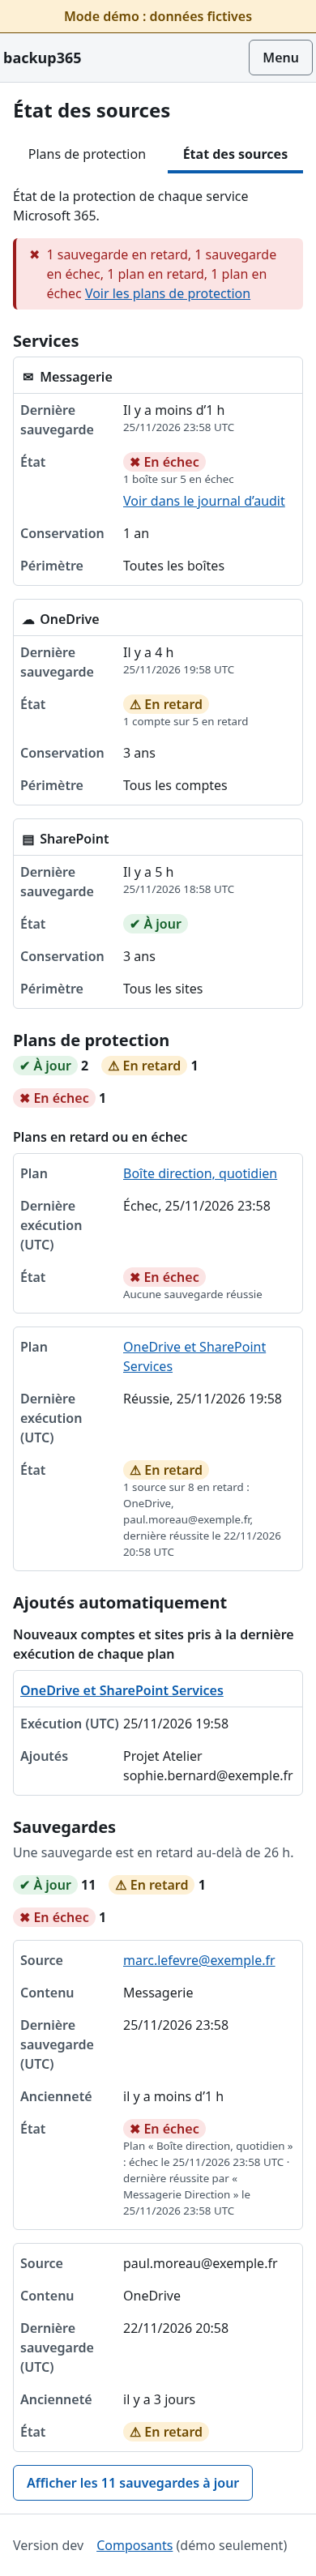 Mode démo : données fictives
backup365
Menu
État des sources
Plans de protection
État des sources
État de la protection de chaque service
Microsoft 365.
✖ 1 sauvegarde en retard, 1 sauvegarde
en échec, 1 plan en retard, 1 plan en
échec Voir les plans de protection
Services
✉ Messagerie
Dernière
sauvegarde
Il y a moins d’1 h
25/11/2026 23:58 UTC
État
✖ En échec
1 boîte sur 5 en échec
Voir dans le journal d’audit
Conservation
1 an
Périmètre
Toutes les boîtes
☁ OneDrive
Dernière
sauvegarde
Il y a 4 h
25/11/2026 19:58 UTC
État
⚠ En retard
1 compte sur 5 en retard
Conservation
3 ans
Périmètre
Tous les comptes
▤ SharePoint
Dernière
sauvegarde
Il y a 5 h
25/11/2026 18:58 UTC
État
✔ À jour
Conservation
3 ans
Périmètre
Tous les sites
Plans de protection
✔ À jour 2 ⚠ En retard 1
✖ En échec 1
Plans en retard ou en échec
Plan
Boîte direction, quotidien
Dernière
exécution
(UTC)
Échec, 25/11/2026 23:58
État
✖ En échec
Aucune sauvegarde réussie
Plan
OneDrive et SharePoint
Services
Dernière
exécution
(UTC)
Réussie, 25/11/2026 19:58
État
⚠ En retard
1 source sur 8 en retard :
OneDrive,
paul.moreau@exemple.fr,
dernière réussite le 22/11/2026
20:58 UTC
Ajoutés automatiquement
Nouveaux comptes et sites pris à la dernière
exécution de chaque plan
OneDrive et SharePoint Services
Exécution (UTC) 25/11/2026 19:58
Ajoutés
Projet Atelier
sophie.bernard@exemple.fr
Sauvegardes
Une sauvegarde est en retard au-delà de 26 h.
✔ À jour 11 ⚠ En retard 1
✖ En échec 1
Source
marc.lefevre@exemple.fr
Contenu
Messagerie
Dernière
sauvegarde
(UTC)
25/11/2026 23:58
Ancienneté
il y a moins d’1 h
État
✖ En échec
Plan « Boîte direction, quotidien »
: échec le 25/11/2026 23:58 UTC ·
dernière réussite par «
Messagerie Direction » le
25/11/2026 23:58 UTC
Source
paul.moreau@exemple.fr
Contenu
OneDrive
Dernière
sauvegarde
(UTC)
22/11/2026 20:58
Ancienneté
il y a 3 jours
État
⚠ En retard
Afficher les 11 sauvegardes à jour
Version dev Composants (démo seulement)